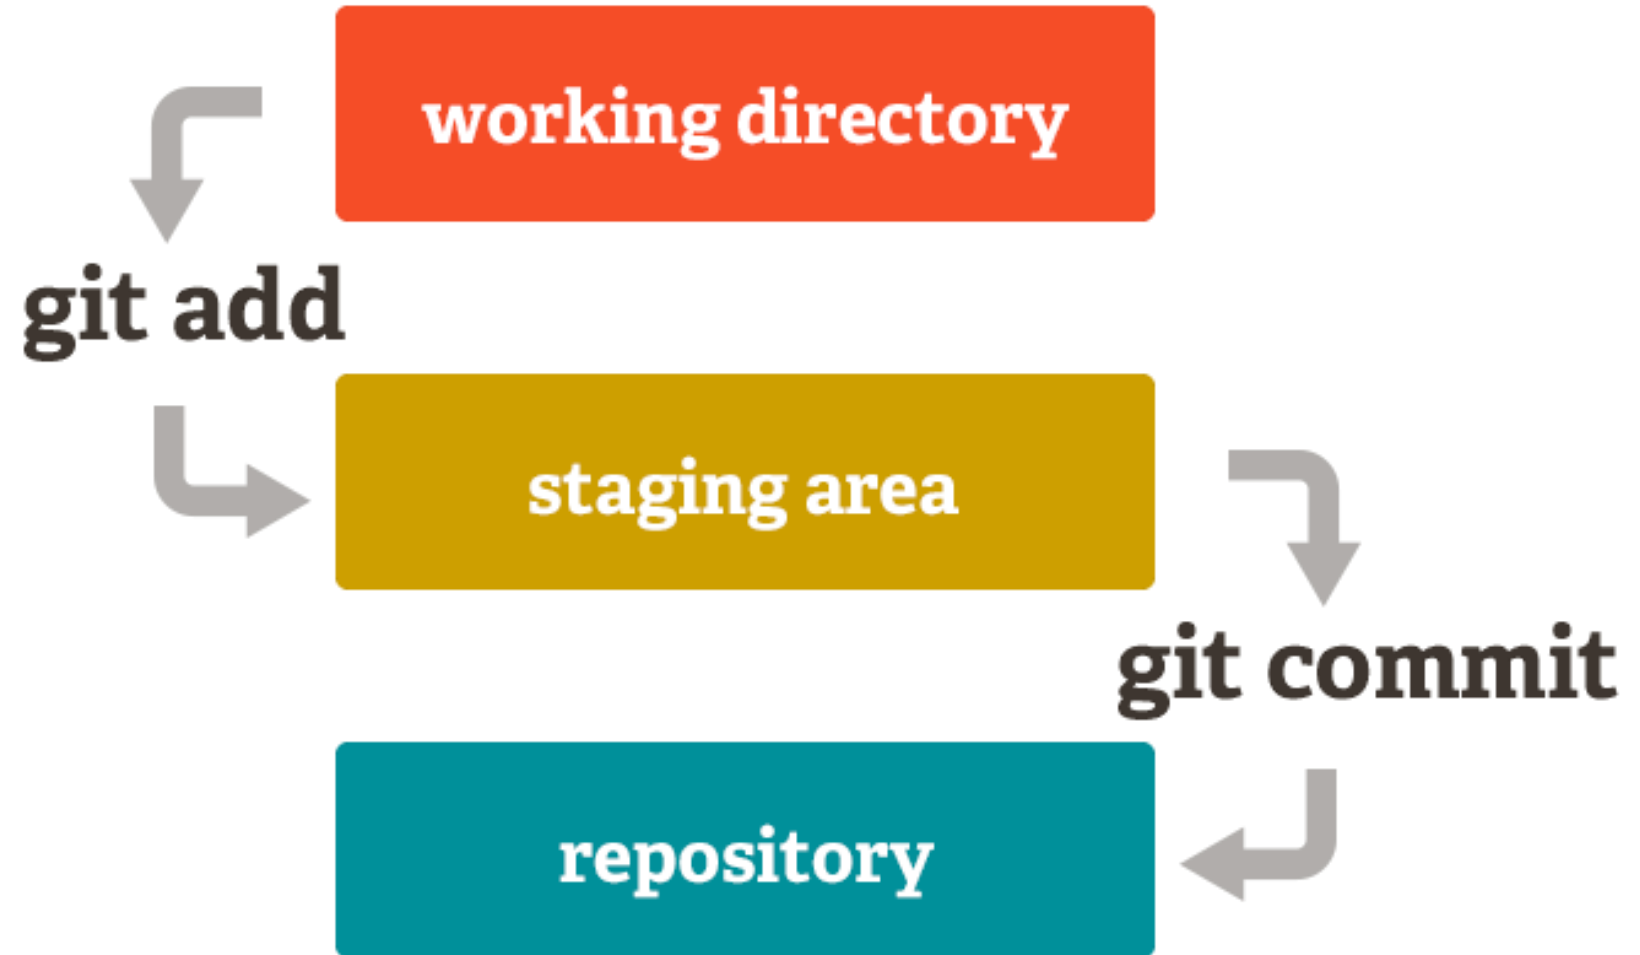 working directory
git add
staging area
git commit
repository